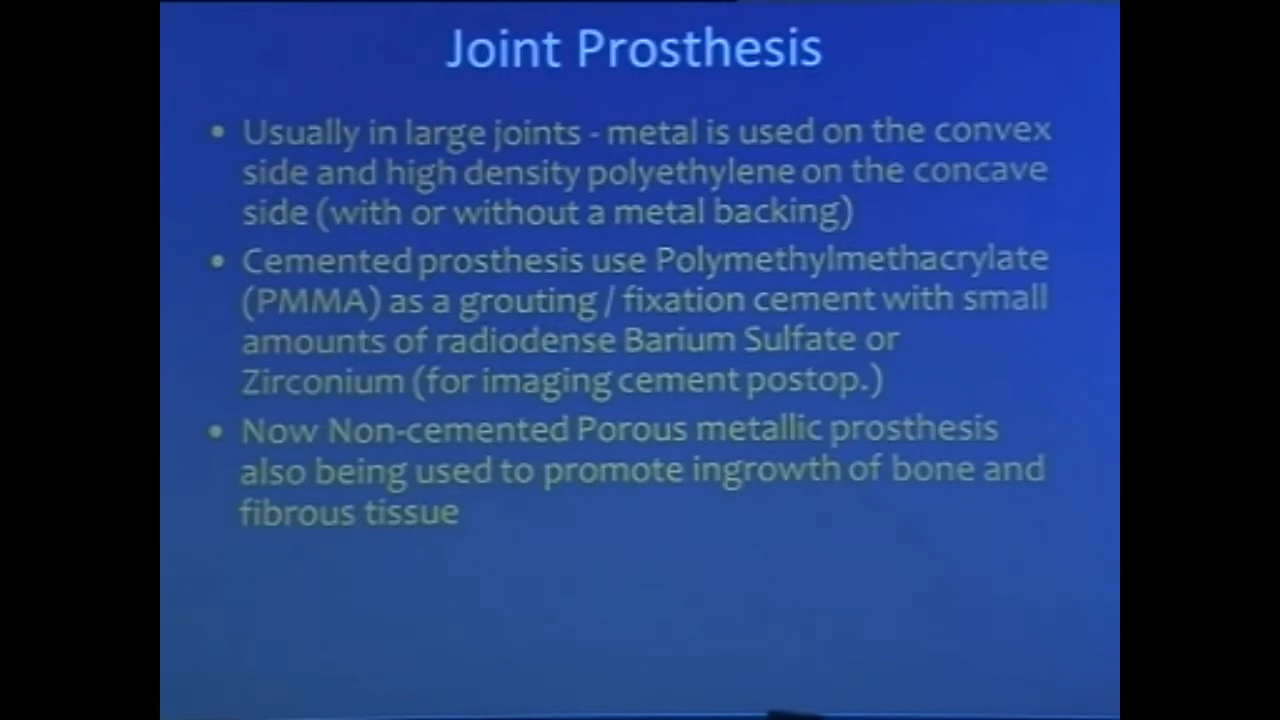 Joint Prosthesis
• Usually in large joints - metal is used on the convex
side and high density polyethylene on the concave
side (with or without a metal backing)
• Cemented prosthesis use Polymethylmethacrylate
(PMMA) as a grouting / fixation cement with small
amounts of radiodense Barium Sulfate or
Zirconium (for imaging cement postop.)
• Now Non-cemented Porous metallic prosthesis
also being used to promote ingrowth of bone and
fibrous tissue